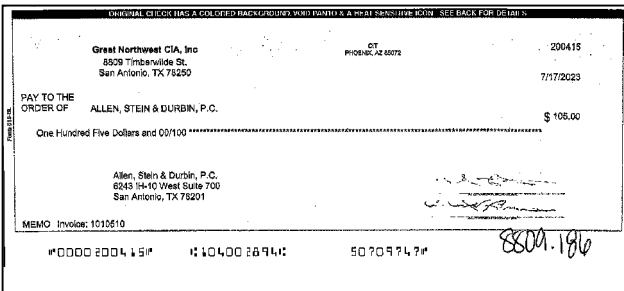 ORIGINAL CHECK HAS A COLORED BACKGROUND, VOID PANTO & A HEAT SENSITIVE ICON - SEE BACK FOR DETAILS
Great Northwest CIA, Inc
8809 Timberwilde St.
San Antonio, TX 78250
CIT
PHOENIX, AZ 85072
200415
7/17/2023
PAY TO THE
ORDER OF ALLEN, STEIN & DURBIN, P.C.
$ 105.00
One Hundred Five Dollars and 00/100 ****
Allen, Stein & Durbin, P.C.
6243 IH-10 West Suite 700
San Antonio, TX 78201
MEMO Invoice: 1010510
⑈0000200415⑈ ⑆104002894⑆ 50709747⑈
8809.186